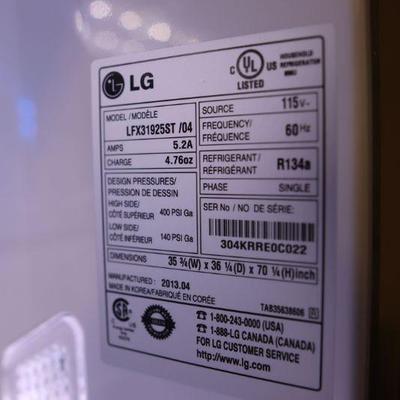 LG
C UL US
LISTED
HOUSEHOLD
REFRIGERATOR
MODEL / MODÈLE
LFX31925ST /04
AMPS 5.2A
CHARGE 4.76oz
DESIGN PRESSURES/
PRESSION DE DESSIN
HIGH SIDE/
CÔTÉ SUPÉRIEUR 400 PSI Ga
LOW SIDE/
CÔTÉ INFÉRIEUR 140 PSI Ga
SOURCE 115V~
FREQUENCY/
FRÉQUENCE 60Hz
REFRIGERANT/
RÉFRIGÉRANT R134a
PHASE SINGLE
SER No / NO DE SÉRIE:
304KRRE0C022
DIMENSIONS 35 ¾(W) x 36 ¼(D) x 70 ¼(H)inch
MANUFACTURED : 2013.04
MADE IN KOREA/FABRIQUÉ EN CORÉE
TAB35638606
1-800-243-0000 (USA)
1-888-LG CANADA (CANADA)
FOR LG CUSTOMER SERVICE
http://www.lg.com